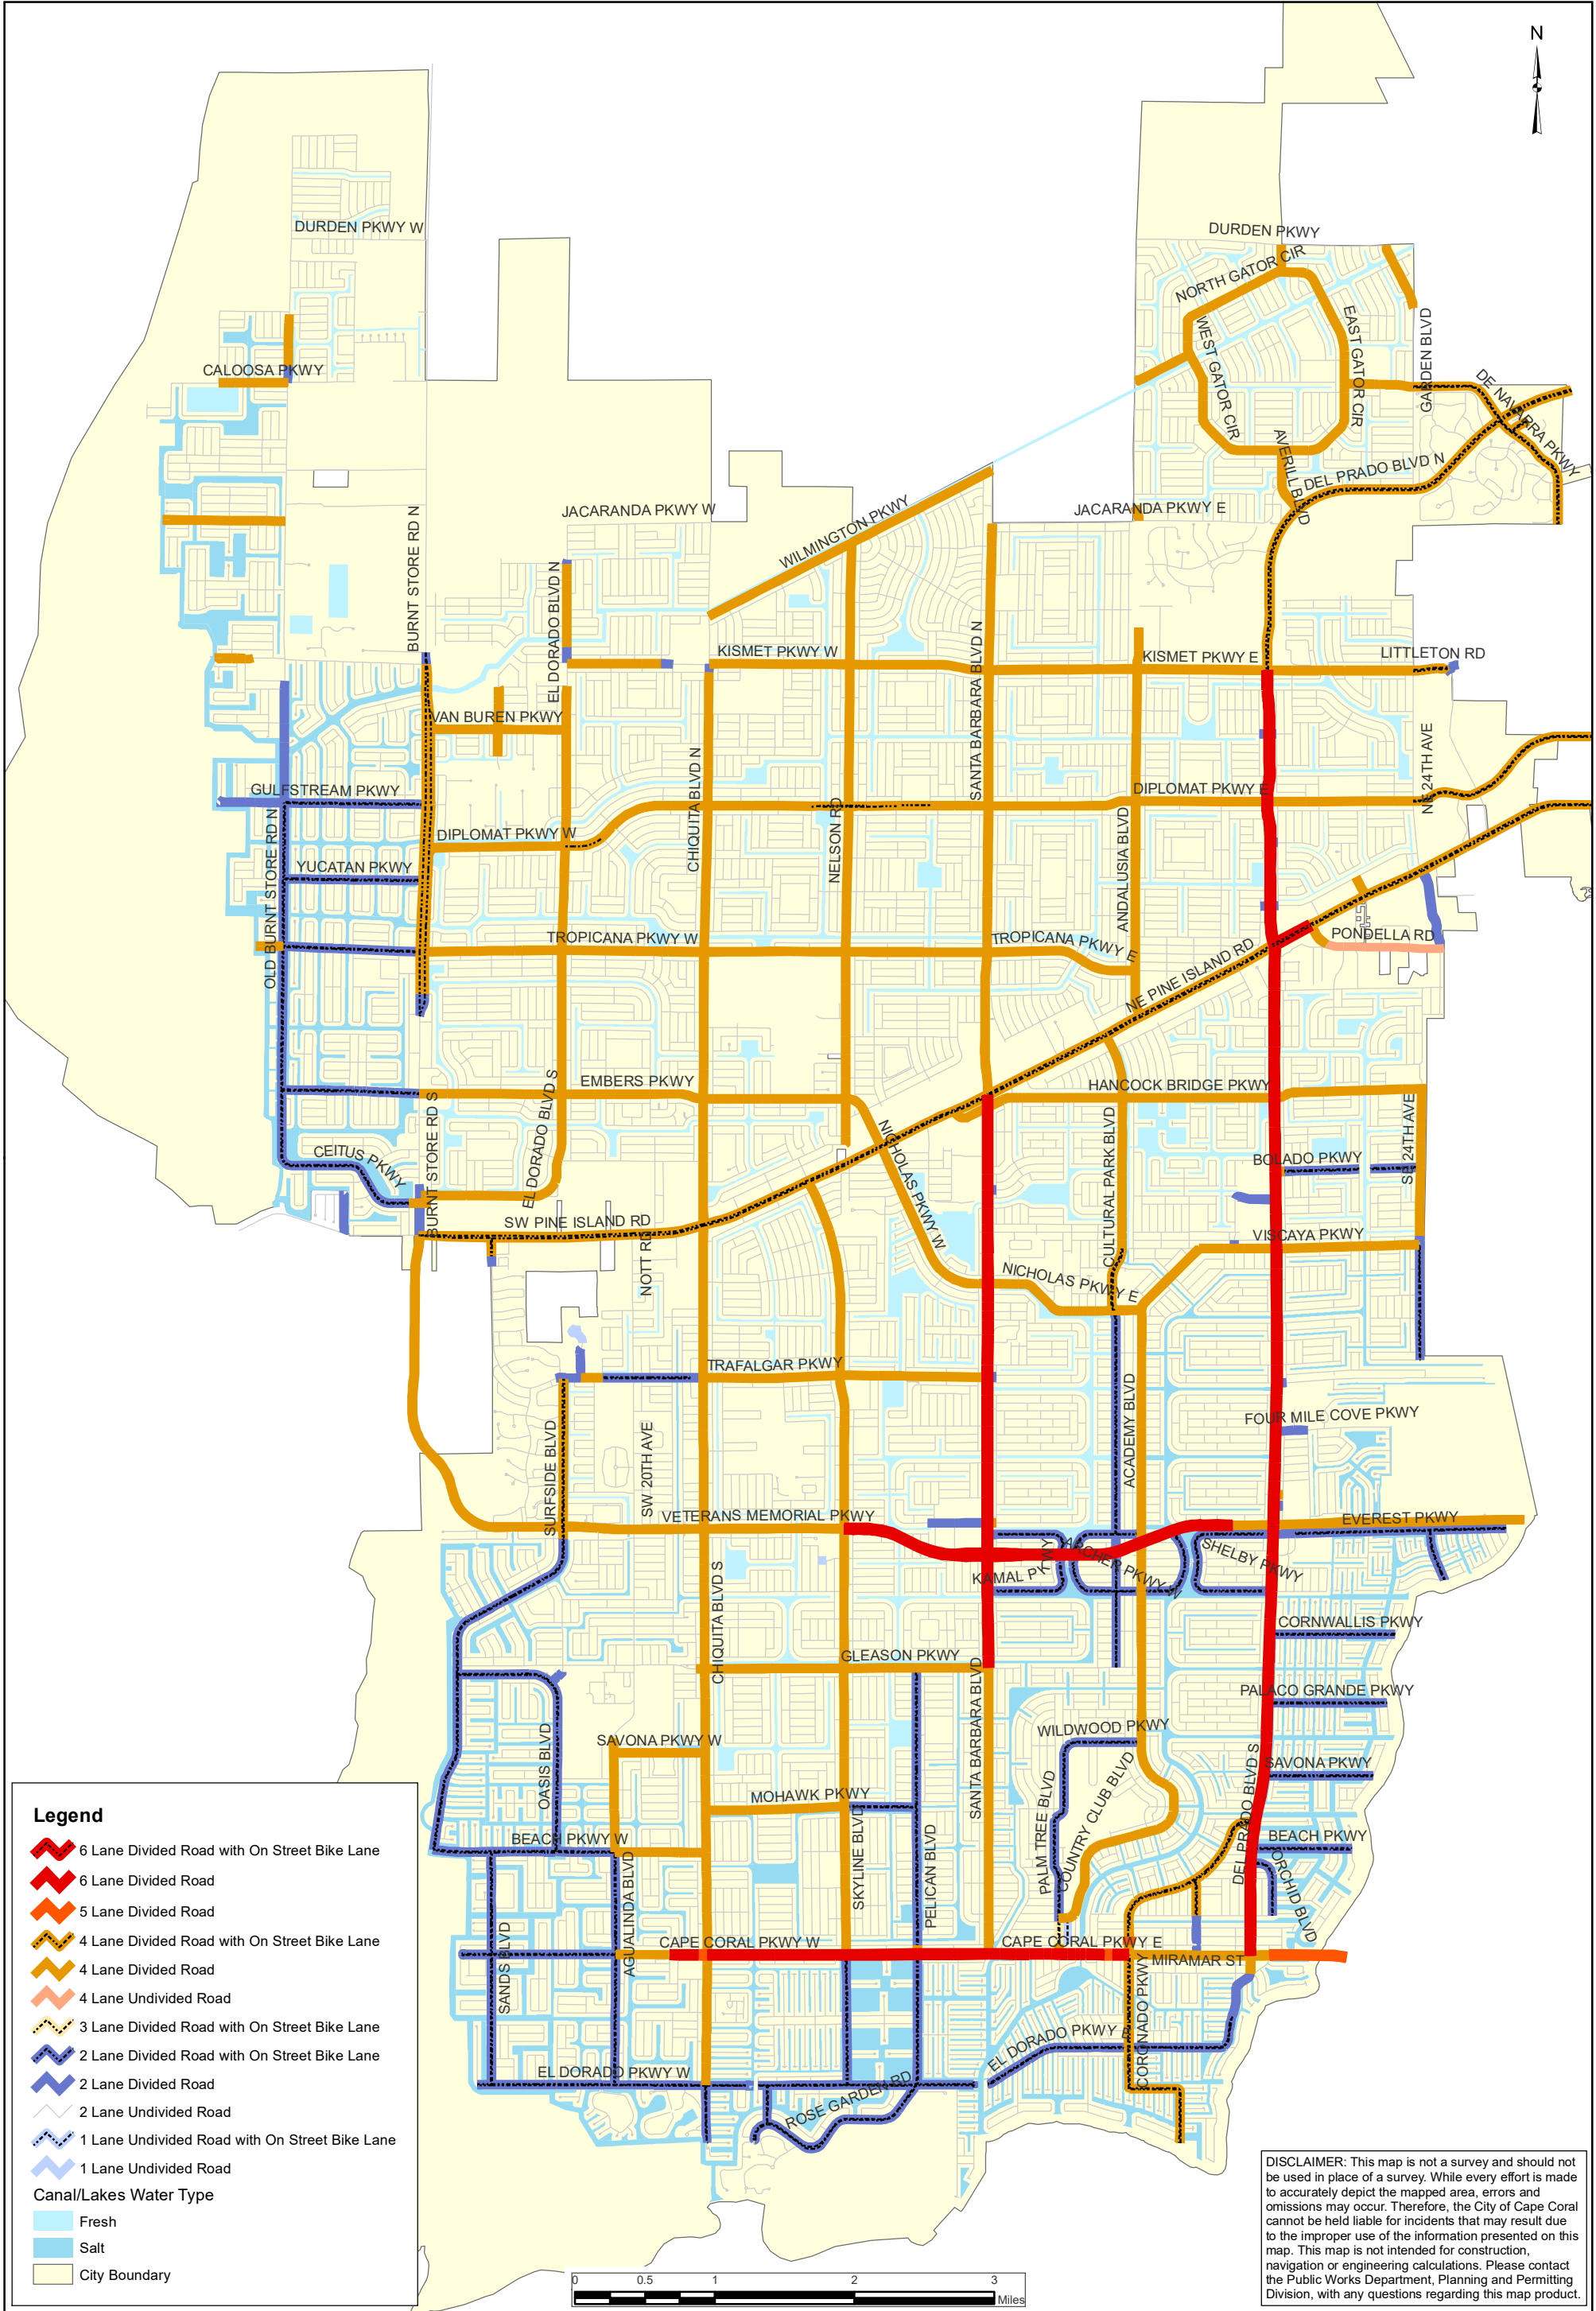 N
DURDEN PKWY W
DURDEN PKWY
NORTH GATOR CIR
WEST GATOR CIR
EAST GATOR CIR
GARDEN BLVD
CALOOSA PKWY
DE NAVARRA PKWY
AVERILL BLVD
DEL PRADO BLVD N
BURNT STORE RD N
JACARANDA PKWY W
WILMINGTON PKWY
JACARANDA PKWY E
EL DORADO BLVD N
KISMET PKWY W
SANTA BARBARA BLVD N
KISMET PKWY E
LITTLETON RD
VAN BUREN PKWY
CHIQUITA BLVD N
NE 24TH AVE
GULFSTREAM PKWY
DIPLOMAT PKWY E
OLD BURNT STORE RD N
DIPLOMAT PKWY W
NELSON RD
ANDALUSIA BLVD
YUCATAN PKWY
TROPICANA PKWY W
TROPICANA PKWY E
PONDELLA RD
NE PINE ISLAND RD
EMBERS PKWY
HANCOCK BRIDGE PKWY
EL DORADO BLVD S
BURNT STORE RD S
CEITUS PKWY
NICHOLAS PKWY W
CULTURAL PARK BLVD
BOLADO PKWY
SE 24TH AVE
SW PINE ISLAND RD
NOTT RD
VISCAYA PKWY
NICHOLAS PKWY E
TRAFALGAR PKWY
ACADEMY BLVD
FOUR MILE COVE PKWY
SURFSIDE BLVD
SW 20TH AVE
VETERANS MEMORIAL PKWY
EVEREST PKWY
KAMAL PKWY
ARCHER PKWY W
SHELBY PKWY
CHIQUITA BLVD S
CORNWALLIS PKWY
GLEASON PKWY
SANTA BARBARA BLVD
PALACO GRANDE PKWY
OASIS BLVD
SAVONA PKWY W
WILDWOOD PKWY
DEL PRADO BLVD S
SAVONA PKWY
MOHAWK PKWY
PALM TREE BLVD
COUNTRY CLUB BLVD
BEACH PKWY W
SKYLINE BLVD
PELICAN BLVD
BEACH PKWY
ORCHID BLVD
AGUALINDA BLVD
SANDS BLVD
CAPE CORAL PKWY W
CAPE CORAL PKWY E
MIRAMAR ST
CORONADO PKWY
EL DORADO PKWY E
EL DORADO PKWY W
ROSE GARDEN RD
Legend
6 Lane Divided Road with On Street Bike Lane
6 Lane Divided Road
5 Lane Divided Road
4 Lane Divided Road with On Street Bike Lane
4 Lane Divided Road
4 Lane Undivided Road
3 Lane Divided Road with On Street Bike Lane
2 Lane Divided Road with On Street Bike Lane
2 Lane Divided Road
2 Lane Undivided Road
1 Lane Undivided Road with On Street Bike Lane
1 Lane Undivided Road
Canal/Lakes Water Type
Fresh
Salt
City Boundary
0 0.5 1 2 3
Miles
DISCLAIMER: This map is not a survey and should not
be used in place of a survey. While every effort is made
to accurately depict the mapped area, errors and
omissions may occur. Therefore, the City of Cape Coral
cannot be held liable for incidents that may result due
to the improper use of the information presented on this
map. This map is not intended for construction,
navigation or engineering calculations. Please contact
the Public Works Department, Planning and Permitting
Division, with any questions regarding this map product.